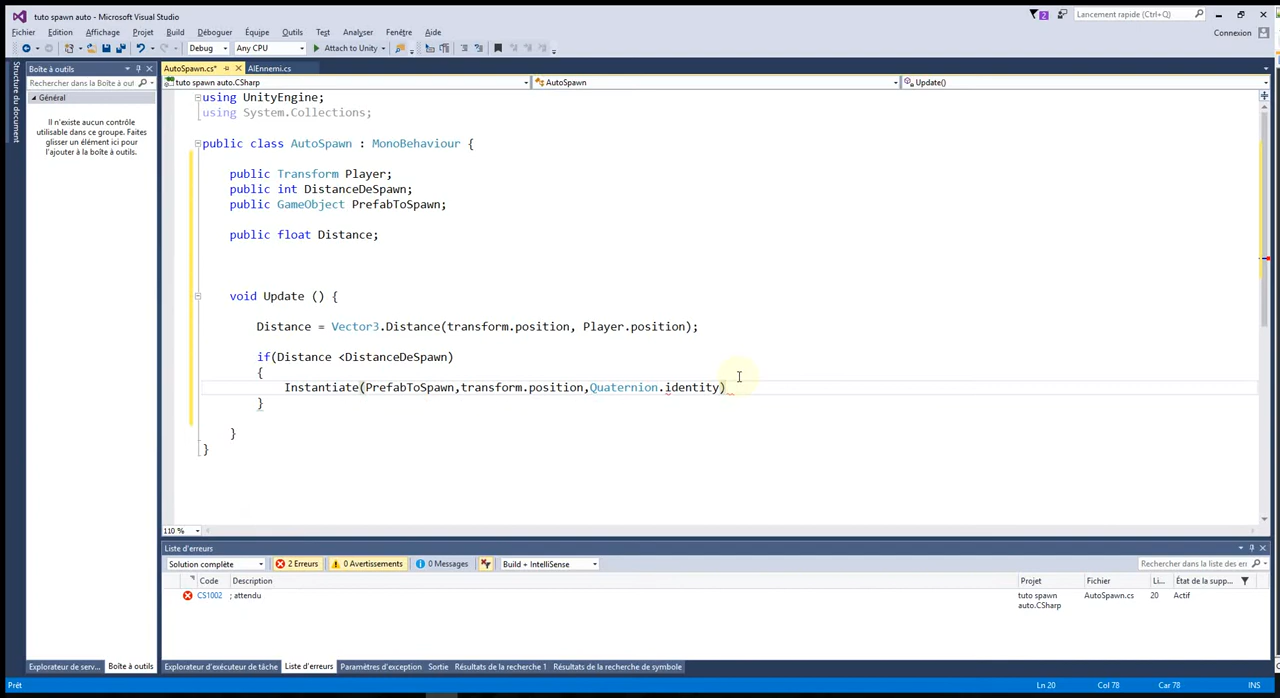 tuto spawn auto - Microsoft Visual Studio
2
Lancement rapide (Ctrl+Q)
Fichier Edition Affichage Projet Build Déboguer Équipe Outils Test Analyser Fenêtre Aide
Connexion
Debug Any CPU Attach to Unity
Structure du document
Boîte à outils
Rechercher dans la Boîte à out
Général
Il n'existe aucun contrôle
utilisable dans ce groupe. Faites
glisser un élément ici pour
l'ajouter à la boîte à outils.
AutoSpawn.cs* AIEnnemi.cs
tuto spawn auto.CSharp AutoSpawn Update()
using UnityEngine;
using System.Collections;
public class AutoSpawn : MonoBehaviour {
public Transform Player;
public int DistanceDeSpawn;
public GameObject PrefabToSpawn;
public float Distance;
void Update () {
Distance = Vector3.Distance(transform.position, Player.position);
if(Distance <DistanceDeSpawn)
{
Instantiate(PrefabToSpawn,transform.position,Quaternion.identity)
}
}
}
110 %
Liste d'erreurs
Solution complète 2 Erreurs 0 Avertissements 0 Messages Build + IntelliSense Rechercher dans la liste des err
Code Description Projet Fichier Li... État de la supp...
CS1002 ; attendu tuto spawn auto.CSharp AutoSpawn.cs 20 Actif
Explorateur de serv... Boîte à outils Explorateur d'exécuteur de tâche Liste d'erreurs Paramètres d'exception Sortie Résultats de la recherche 1 Résultats de la recherche de symbole
Prêt Ln 20 Col 78 Car 78 INS